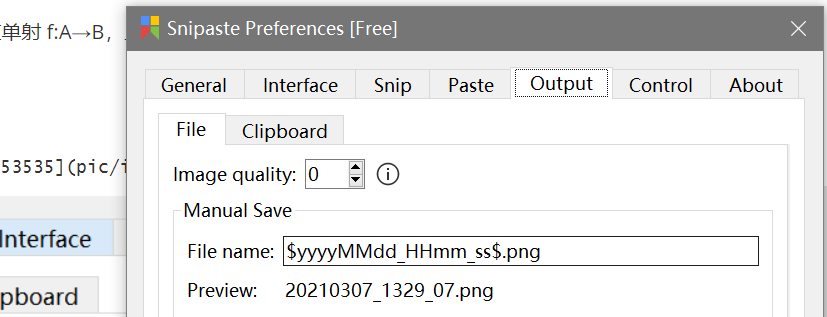 单射 f:A→B,
Snipaste Preferences [Free]
General Interface Snip Paste Output Control About
File Clipboard
53535](pic/i
Image quality: 0
Manual Save
Interface
File name: $yyyyMMdd_HHmm_ss$.png
pboard
Preview: 20210307_1329_07.png